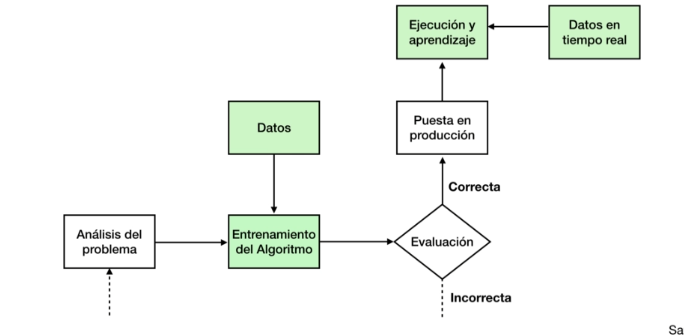 Ejecución y
aprendizaje
Datos en
tiempo real
Datos
Puesta en
producción
Correcta
Análisis del
problema
Entrenamiento
del Algoritmo
Evaluación
Incorrecta
Sa